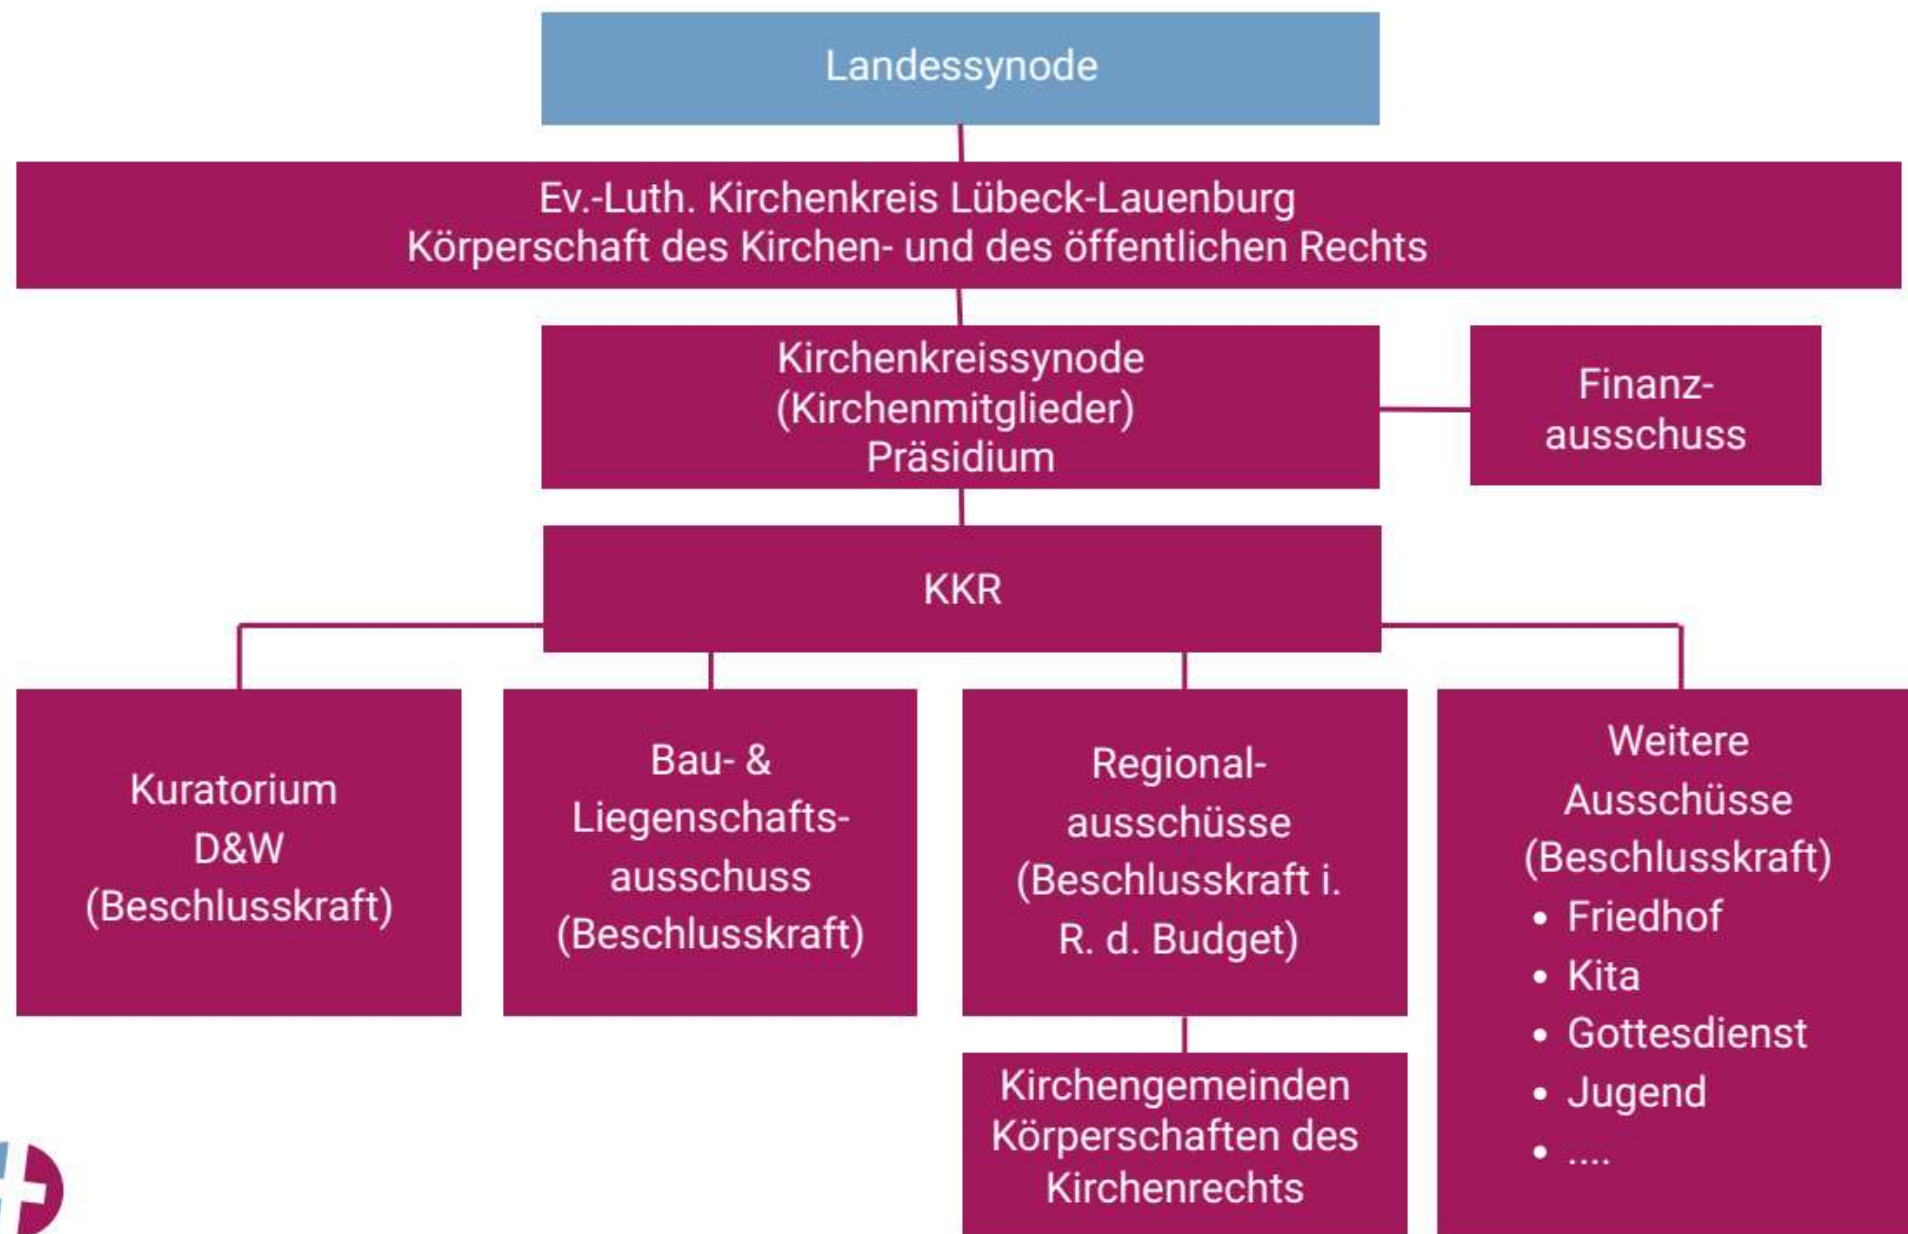 Landessynode
Ev.-Luth. Kirchenkreis Lübeck-Lauenburg
Körperschaft des Kirchen- und des öffentlichen Rechts
Kirchenkreissynode
(Kirchenmitglieder)
Präsidium
Finanz-
ausschuss
KKR
Kuratorium
D&W
(Beschlusskraft)
Bau- &
Liegenschafts-
ausschuss
(Beschlusskraft)
Regional-
ausschüsse
(Beschlusskraft i.
R. d. Budget)
Kirchengemeinden
Körperschaften des
Kirchenrechts
Weitere
Ausschüsse
(Beschlusskraft)
• Friedhof
• Kita
• Gottesdienst
• Jugend
• ....